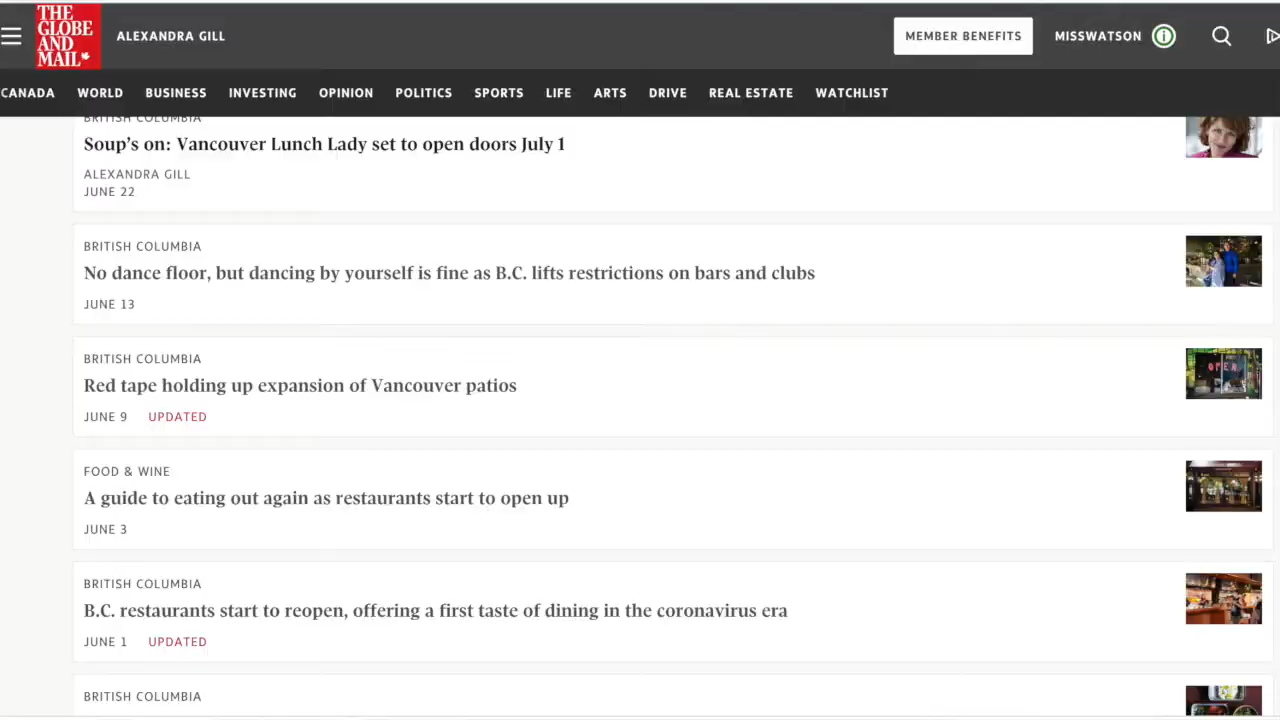 THE
GLOBE
AND
MAIL
ALEXANDRA GILL
MEMBER BENEFITS
MISSWATSON
CANADA WORLD BUSINESS INVESTING OPINION POLITICS SPORTS LIFE ARTS DRIVE REAL ESTATE WATCHLIST
BRITISH COLUMBIA
Soup's on: Vancouver Lunch Lady set to open doors July 1
ALEXANDRA GILL
JUNE 22
BRITISH COLUMBIA
No dance floor, but dancing by yourself is fine as B.C. lifts restrictions on bars and clubs
JUNE 13
BRITISH COLUMBIA
Red tape holding up expansion of Vancouver patios
JUNE 9 UPDATED
OPEN
FOOD & WINE
A guide to eating out again as restaurants start to open up
JUNE 3
BRITISH COLUMBIA
B.C. restaurants start to reopen, offering a first taste of dining in the coronavirus era
JUNE 1 UPDATED
BRITISH COLUMBIA